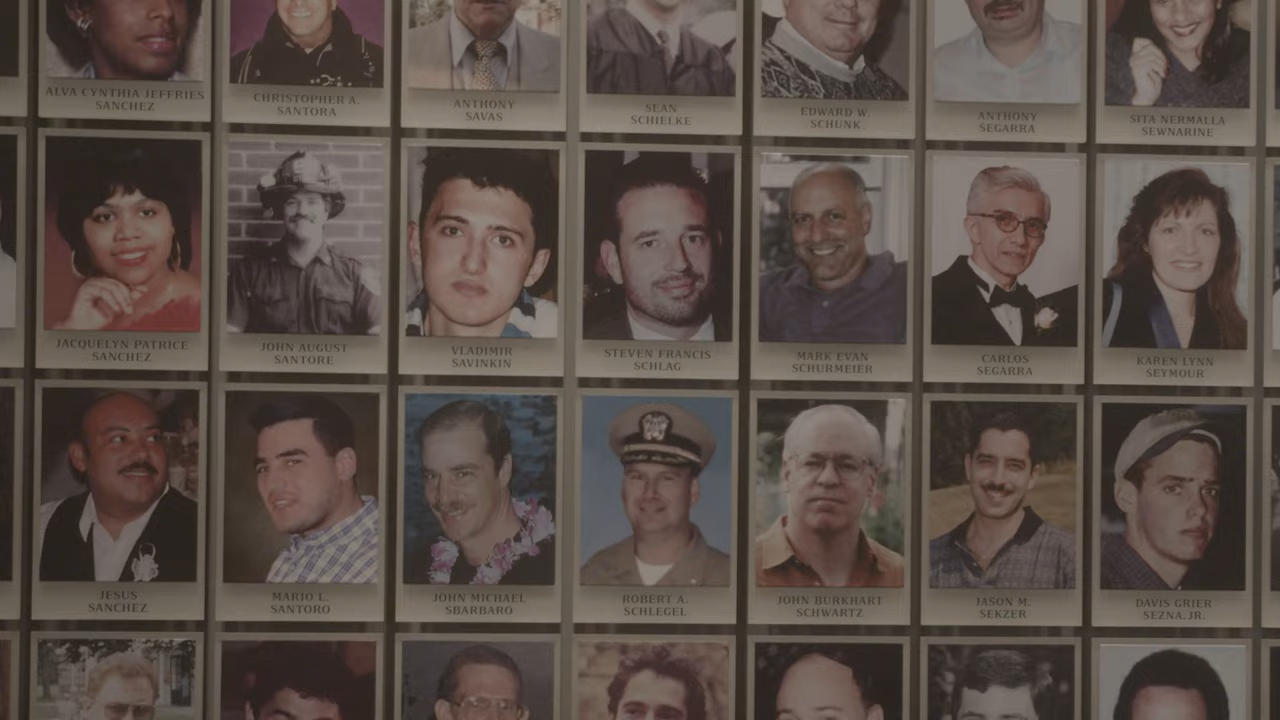 ALVA CYNTHIA JEFFRIES
SANCHEZ
CHRISTOPHER A.
SANTORA
ANTHONY
SAVAS
SEAN
SCHIELKE
EDWARD W.
SCHUNK
ANTHONY
SEGARRA
SITA NERMALLA
SEWNARINE
JACQUELYN PATRICE
SANCHEZ
JOHN AUGUST
SANTORE
VLADIMIR
SAVINKIN
STEVEN FRANCIS
SCHLAG
MARK EVAN
SCHURMEIER
CARLOS
SEGARRA
KAREN LYNN
SEYMOUR
JESUS
SANCHEZ
MARIO L.
SANTORO
JOHN MICHAEL
SBARBARO
ROBERT A.
SCHLEGEL
JOHN BURKHART
SCHWARTZ
JASON M.
SEKZER
DAVIS GRIER
SEZNA, JR.